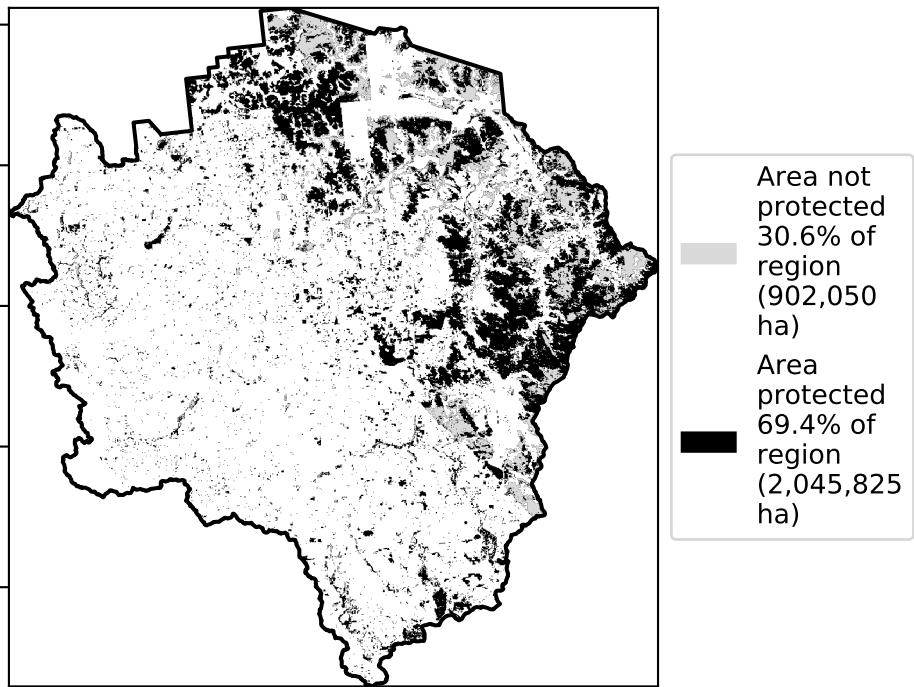 Area not
protected
30.6% of
region
(902,050
ha)
Area
protected
69.4% of
region
(2,045,825
ha)